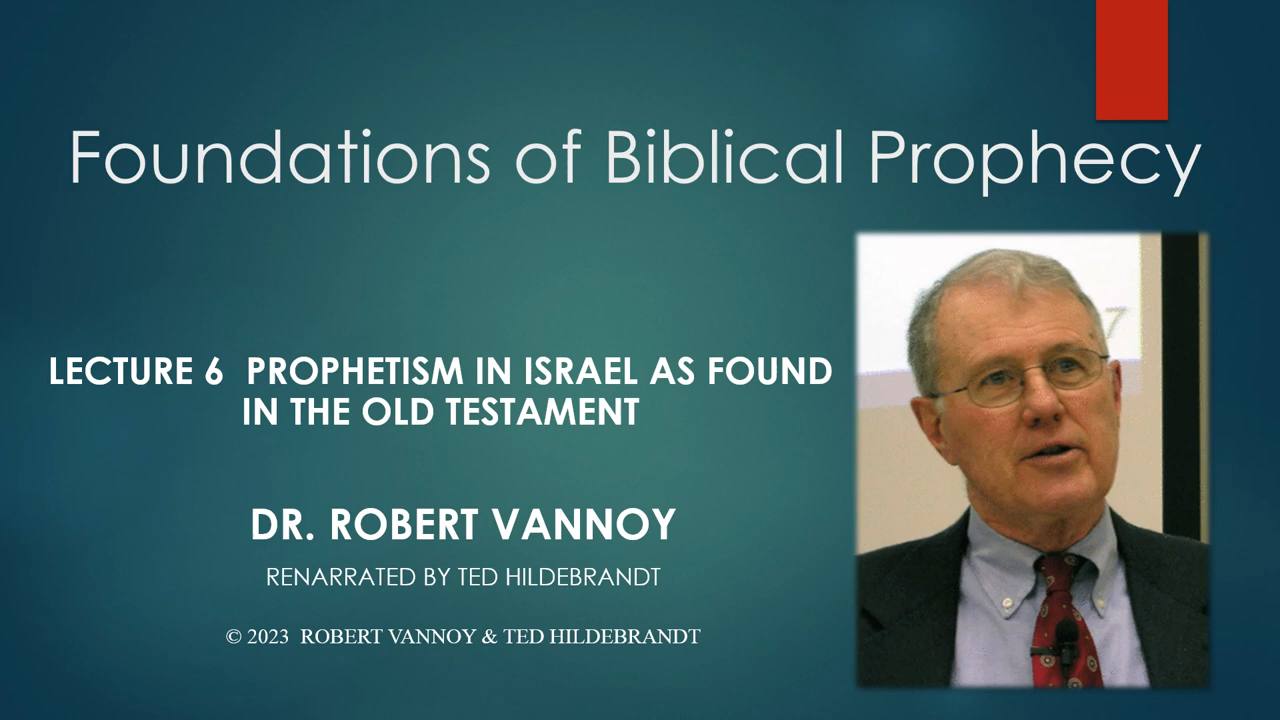 Foundations of Biblical Prophecy
7
LECTURE 6 PROPHETISM IN ISRAEL AS FOUND
IN THE OLD TESTAMENT
DR. ROBERT VANNOY
RENARRATED BY TED HILDEBRANDT
© 2023 ROBERT VANNOY & TED HILDEBRANDT